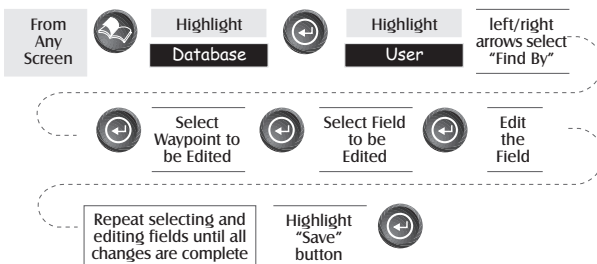 From
Any
Screen
Highlight
Database
Highlight
User
left/right
arrows select
“Find By”
Select
Waypoint to
be Edited
Select Field
to be
Edited
Edit
the
Field
Repeat selecting and
editing fields until all
changes are complete
Highlight
“Save”
button